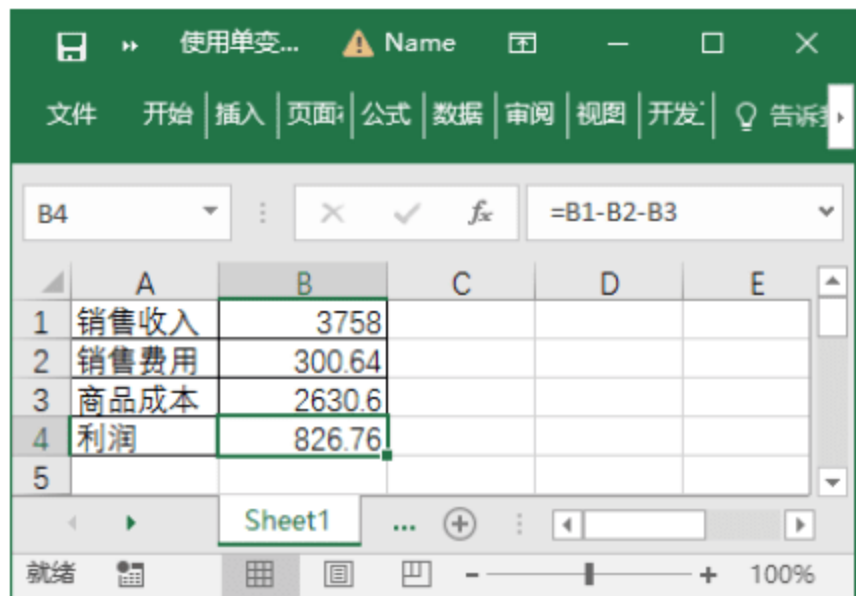 使用单变... Name
文件 开始 插入 页面 公式 数据 审阅 视图 开发 告诉
B4 fx =B1-B2-B3
A B C D E
1 销售收入 3758
2 销售费用 300.64
3 商品成本 2630.6
4 利润 826.76
5
Sheet1 ...
就绪 100%